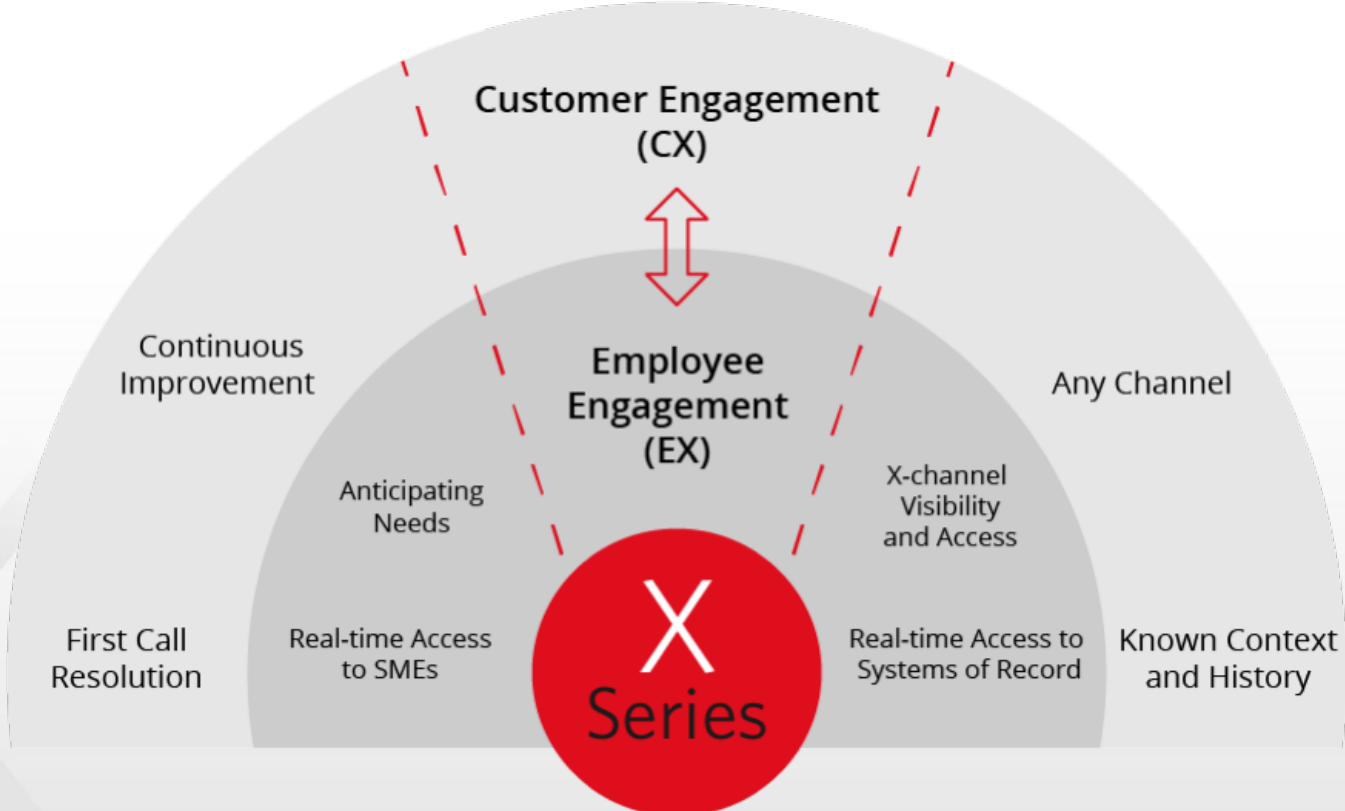 Customer Engagement
(CX)
Employee
Engagement
(EX)
Continuous
Improvement
Any Channel
Anticipating
Needs
X-channel
Visibility
and Access
First Call
Resolution
Real-time Access
to SMEs
X
Series
Real-time Access to
Systems of Record
Known Context
and History